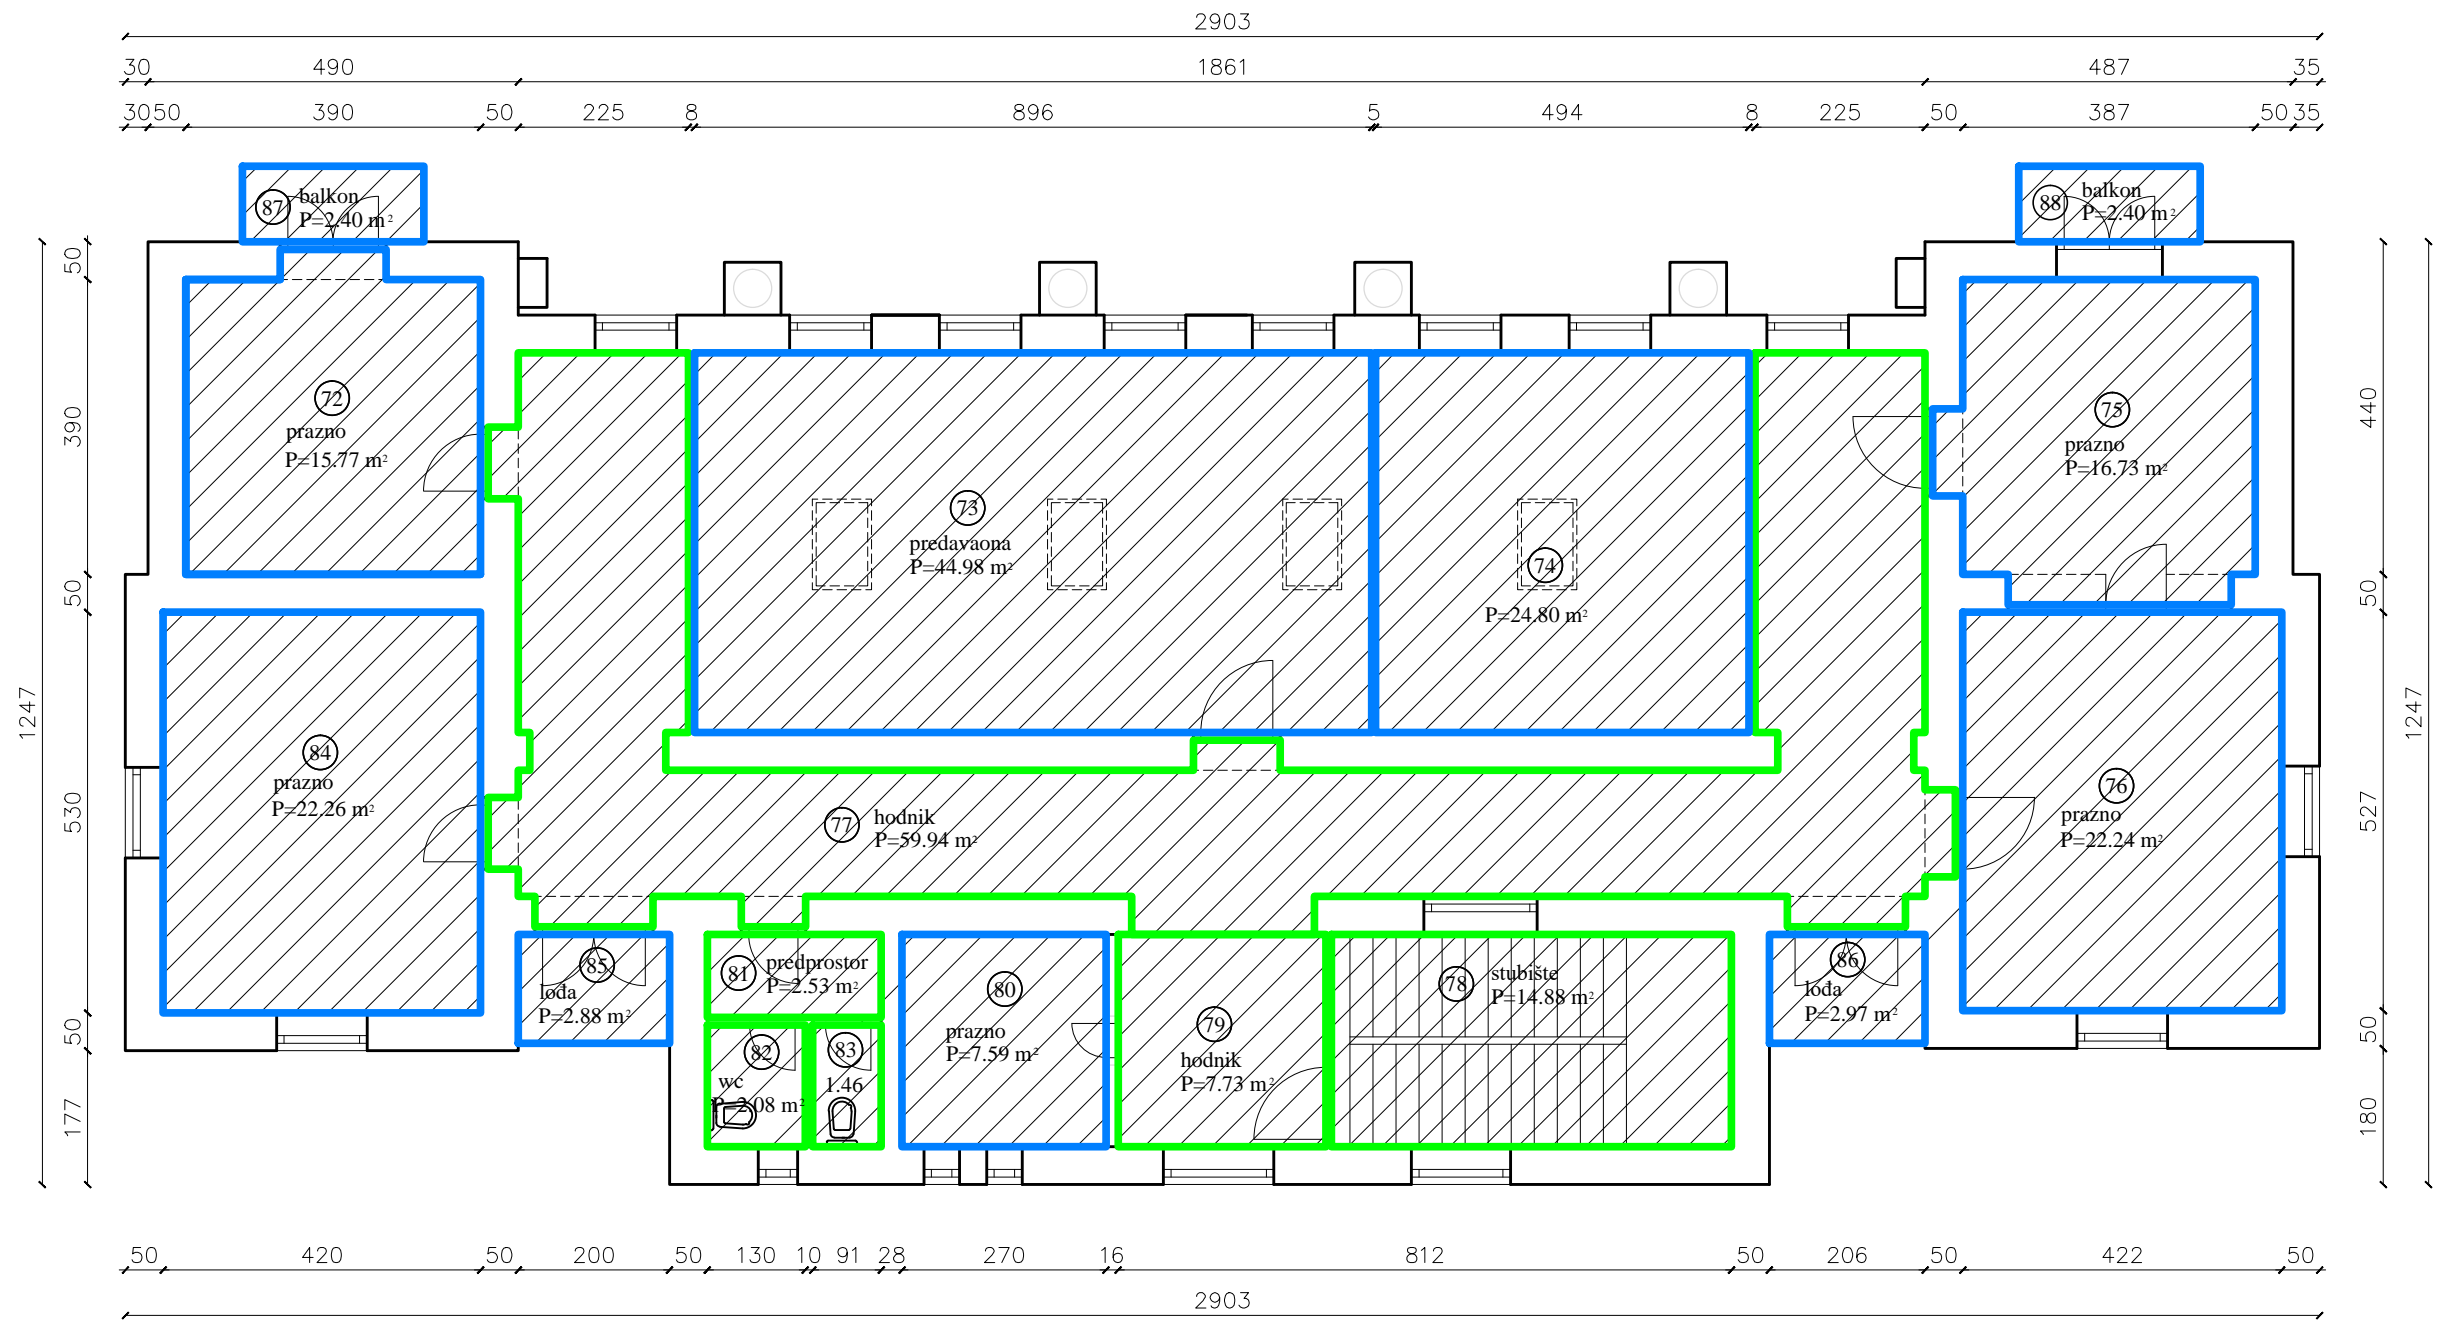 2903
30 490 1861 487 35
30 50 390 50 225 8 896 5 494 8 225 50 387 50 35
87 balkon
P=2.40 m²
88 balkon
P=2.40 m²
50
390
50
530
50
177
1247
440
50
527
50
180
1247
72
prazno
P=15.77 m²
73
predavaona
P=44.98 m²
74
P=24.80 m²
75
prazno
P=16.73 m²
84
prazno
P=22.26 m²
77 hodnik
P=59.94 m²
76
prazno
P=22.24 m²
85
lođa
P=2.88 m²
81 predprostor
P=2.53 m²
82
wc
P=2.08 m²
83
1.46
80
prazno
P=7.59 m²
79
hodnik
P=7.73 m²
78 stubište
P=14.88 m²
86
lođa
P=2.97 m²
50 420 50 200 50 130 10 91 28 270 16 812 50 206 50 422 50
2903